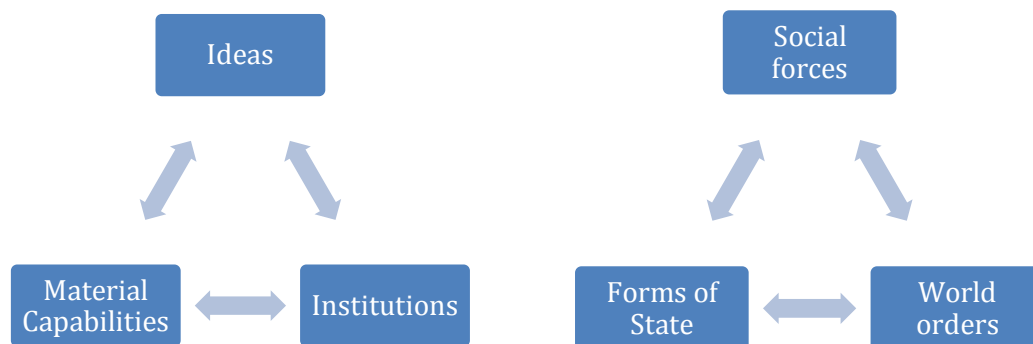 Ideas
Material
Capabilities
Institutions
Social
forces
Forms of
State
World
orders